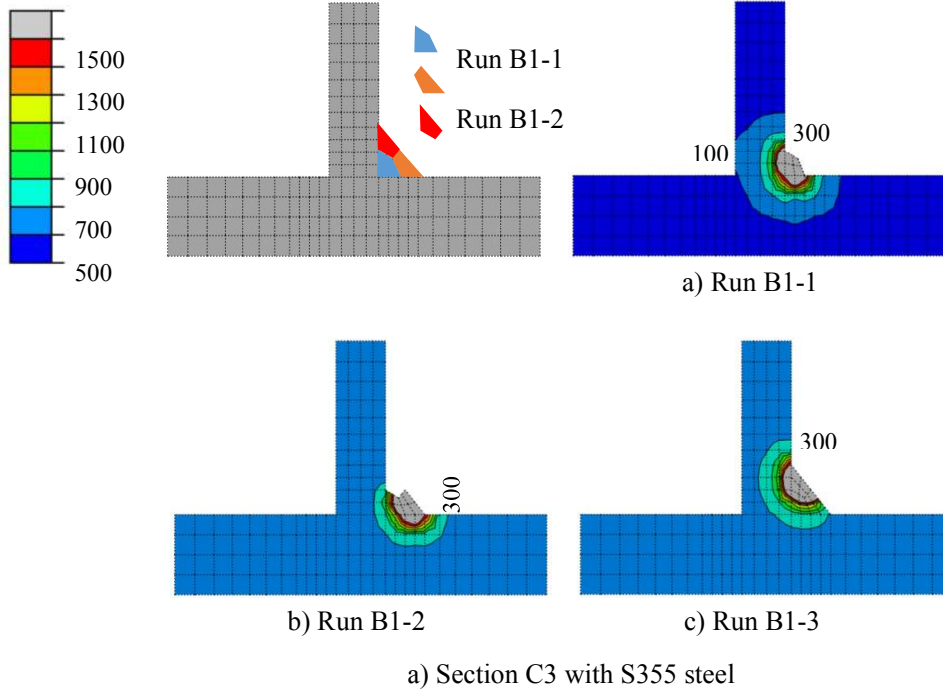 1500
1300
1100
900
700
500
Run B1-1
Run B1-2
100
300
a) Run B1-1
300
300
b) Run B1-2
c) Run B1-3
a) Section C3 with S355 steel